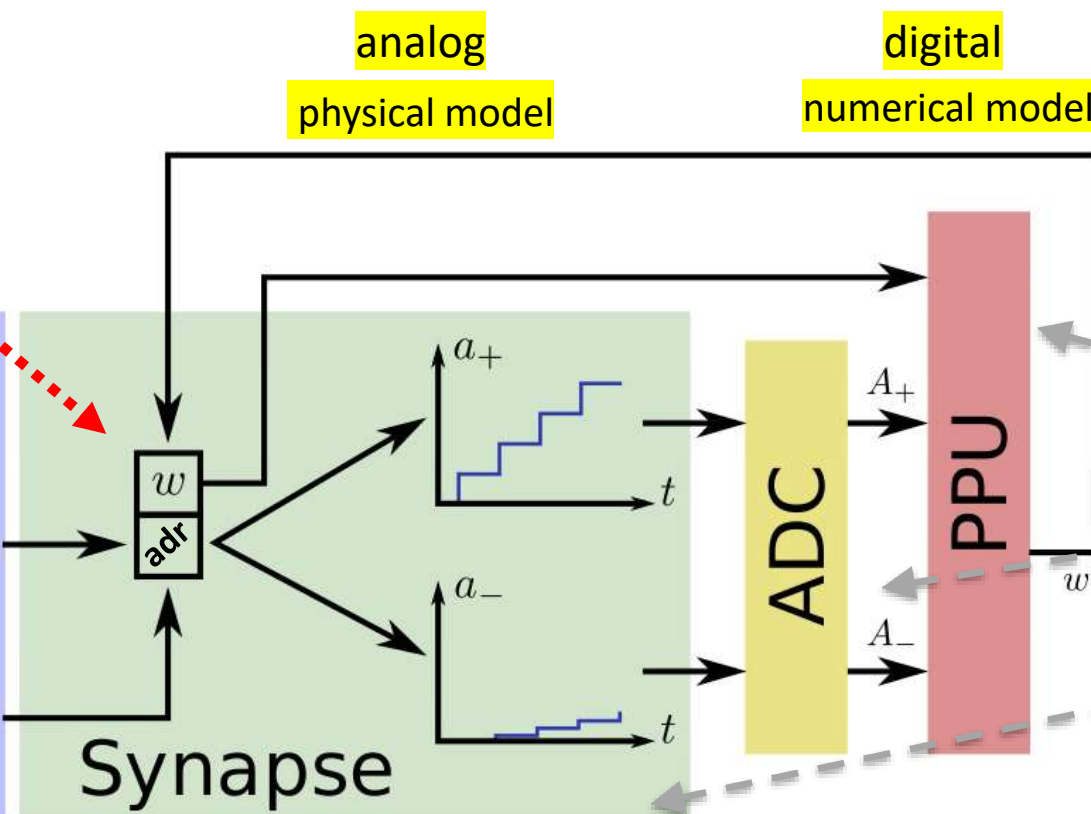 analog
digital
physical model
numerical model
a₊
t
w
adr
a₋
t
ADC
A₊
A₋
PPU
w
Synapse